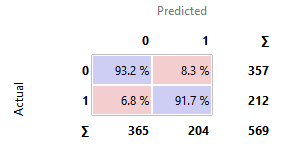 Predicted
0 1 ∑
0 93.2 % 8.3 % 357
Actual
1 6.8 % 91.7 % 212
∑ 365 204 569